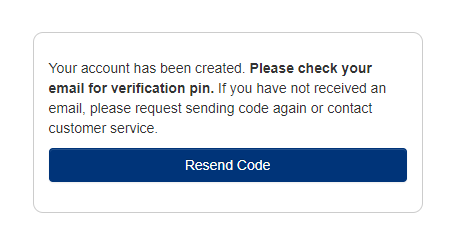 Your account has been created. Please check your
email for verification pin. If you have not received an
email, please request sending code again or contact
customer service.
Resend Code